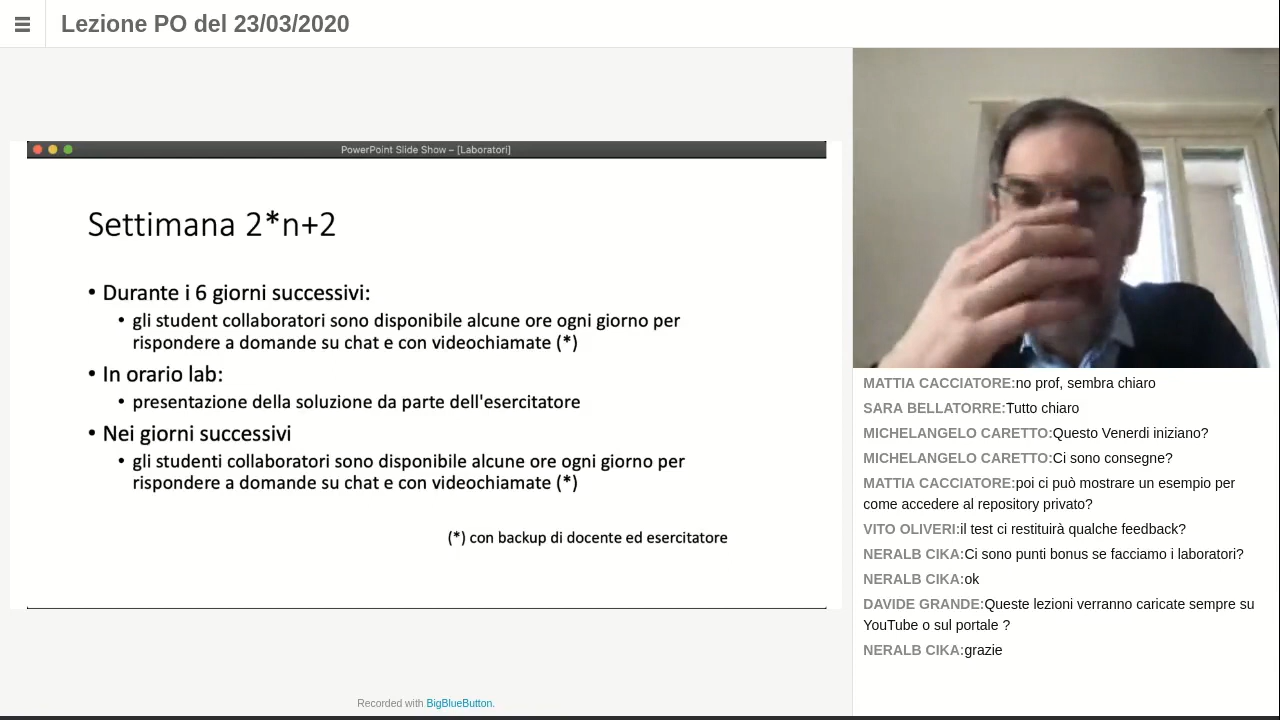 Lezione PO del 23/03/2020
PowerPoint Slide Show – [Laboratori]
Settimana 2*n+2
• Durante i 6 giorni successivi:
• gli student collaboratori sono disponibile alcune ore ogni giorno per
rispondere a domande su chat e con videochiamate (*)
• In orario lab:
• presentazione della soluzione da parte dell'esercitatore
• Nei giorni successivi
• gli studenti collaboratori sono disponibile alcune ore ogni giorno per
rispondere a domande su chat e con videochiamate (*)
(*) con backup di docente ed esercitatore
Recorded with BigBlueButton.
MATTIA CACCIATORE:no prof, sembra chiaro
SARA BELLATORRE:Tutto chiaro
MICHELANGELO CARETTO:Questo Venerdi iniziano?
MICHELANGELO CARETTO:Ci sono consegne?
MATTIA CACCIATORE:poi ci può mostrare un esempio per
come accedere al repository privato?
VITO OLIVERI:il test ci restituirà qualche feedback?
NERALB CIKA:Ci sono punti bonus se facciamo i laboratori?
NERALB CIKA:ok
DAVIDE GRANDE:Queste lezioni verranno caricate sempre su
YouTube o sul portale ?
NERALB CIKA:grazie